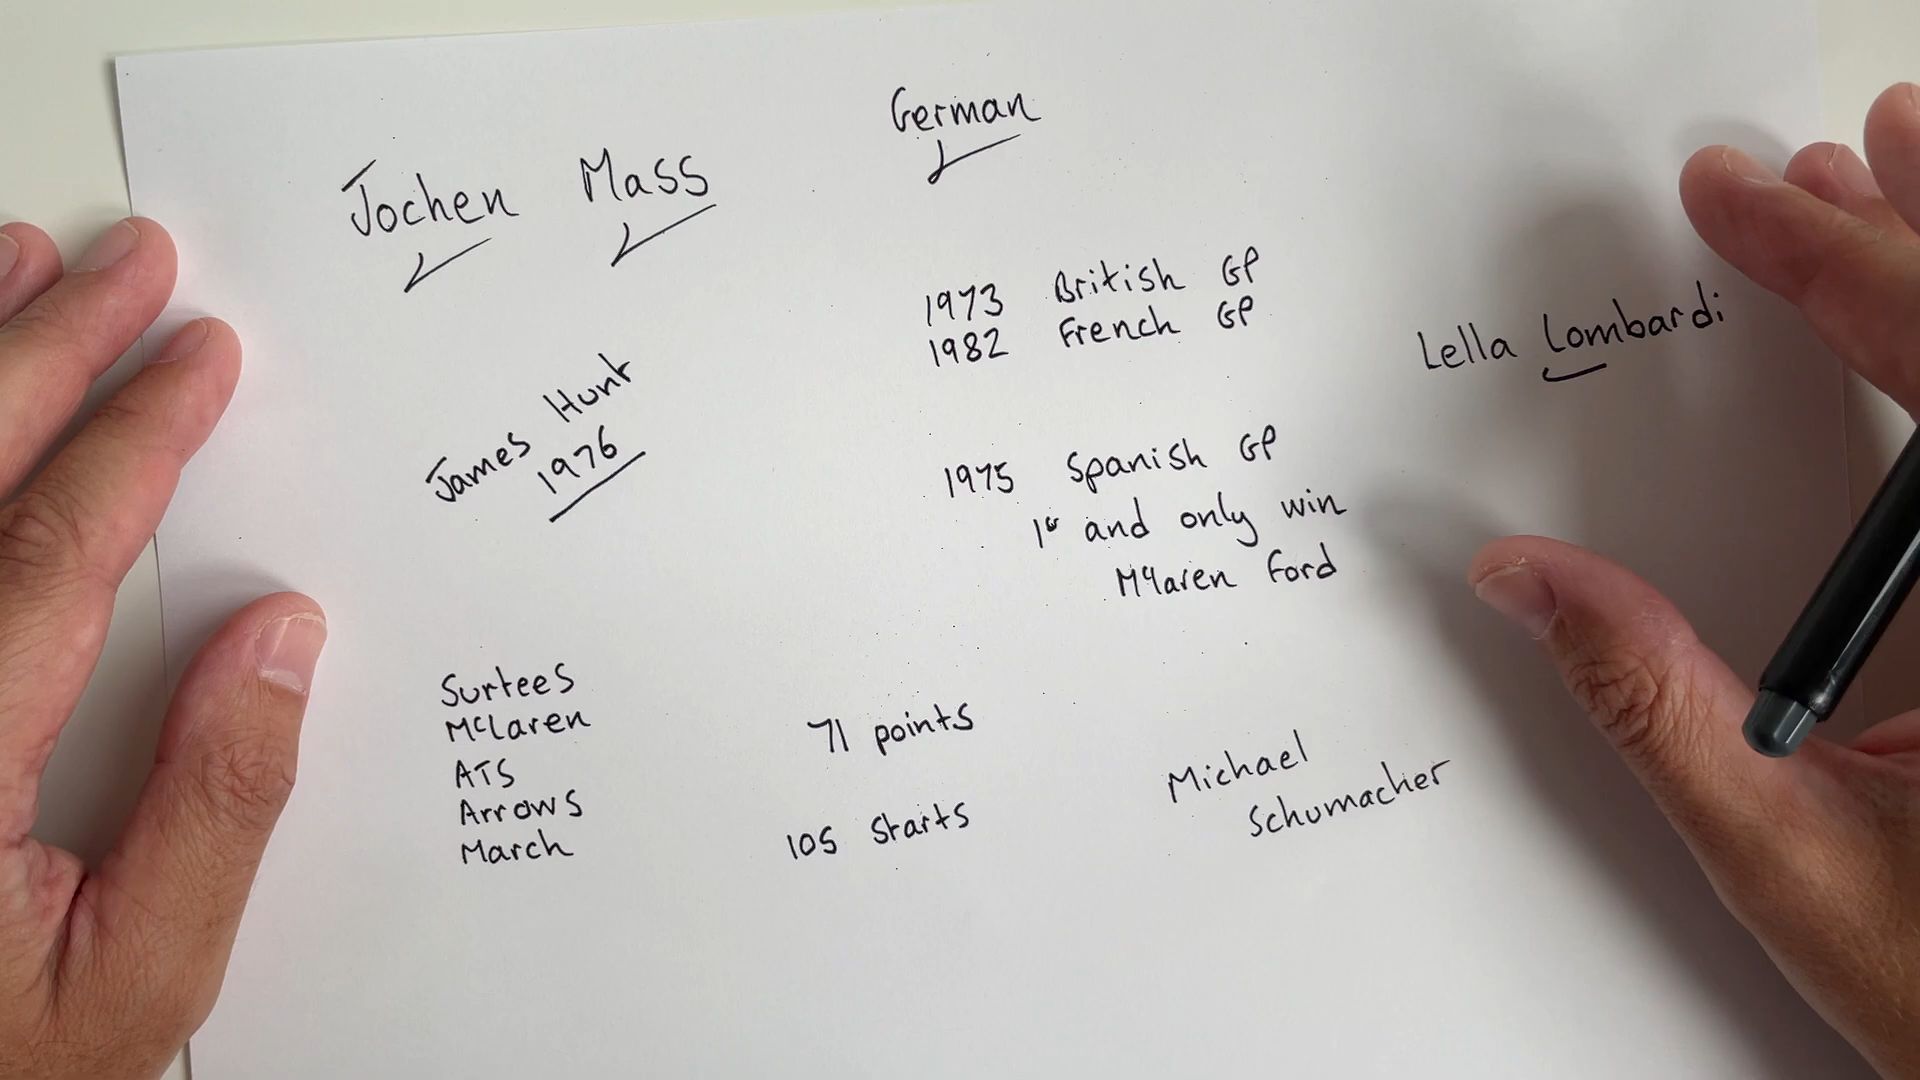 German
Jochen Mass
1973 British GP
1982 French GP
Lella Lombardi
James Hunt
1976
1975 Spanish GP
1st and only win
McLaren Ford
Surtees
McLaren
ATS
Arrows
March
71 points
105 Starts
Michael
Schumacher